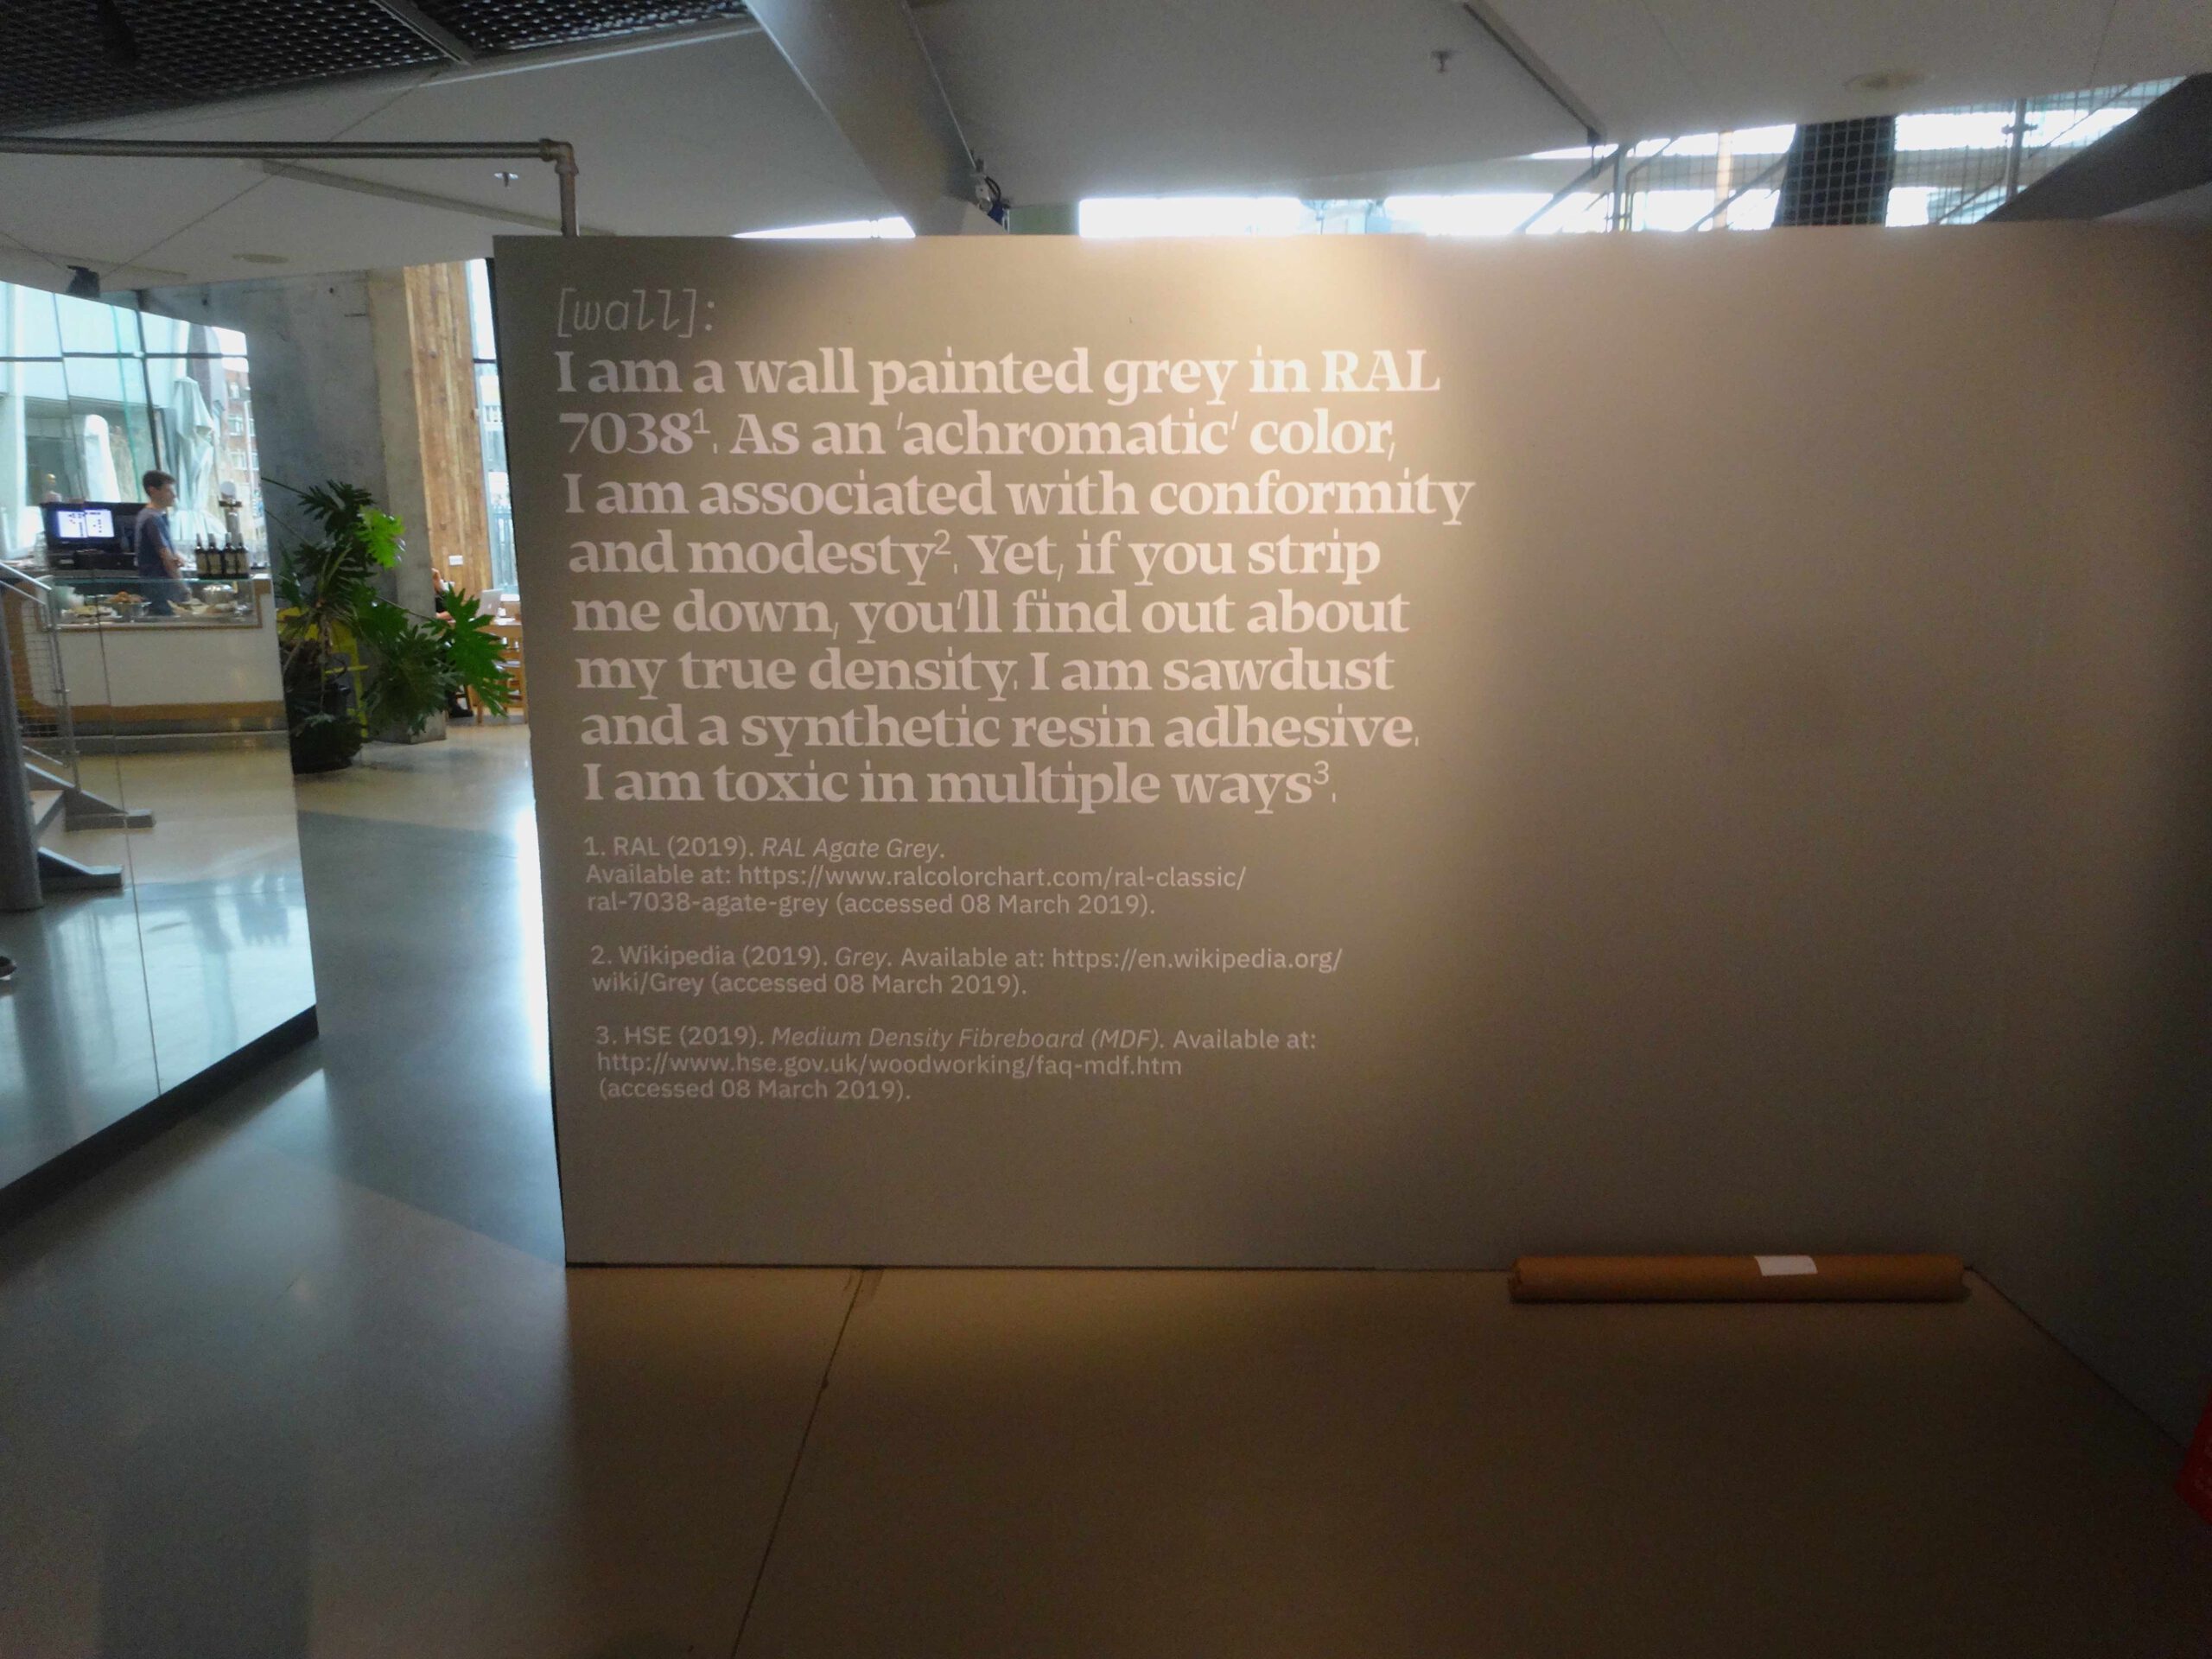 [wall]:
I am a wall painted grey in RAL
7038¹. As an 'achromatic' color,
I am associated with conformity
and modesty². Yet, if you strip
me down, you'll find out about
my true density. I am sawdust
and a synthetic resin adhesive.
I am toxic in multiple ways³.
1. RAL (2019). RAL Agate Grey.
Available at: https://www.ralcolorchart.com/ral-classic/
ral-7038-agate-grey (accessed 08 March 2019).
2. Wikipedia (2019). Grey. Available at: https://en.wikipedia.org/
wiki/Grey (accessed 08 March 2019).
3. HSE (2019). Medium Density Fibreboard (MDF). Available at:
http://www.hse.gov.uk/woodworking/faq-mdf.htm
(accessed 08 March 2019).